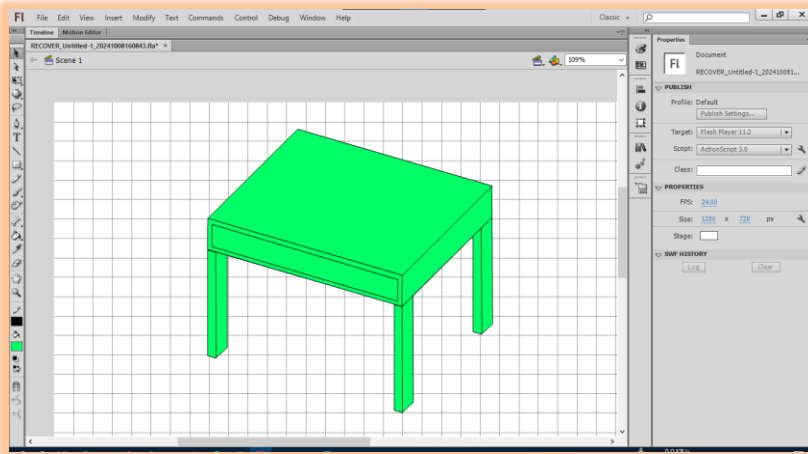 Fl File Edit View Insert Modify Text Commands Control Debug Window Help Classic
Timeline Motion Editor
RECOVER_Untitled-1_20241008160843.fla* ×
Scene 1 109%
Properties
Fl
Document
RECOVER_Untitled-1_202410081...
PUBLISH
Profile: Default
Publish Settings...
Target: Flash Player 11.2
Script: ActionScript 3.0
Class:
PROPERTIES
FPS: 24.00
Size: 1280 x 720 px
Stage:
SWF HISTORY
Log Clear